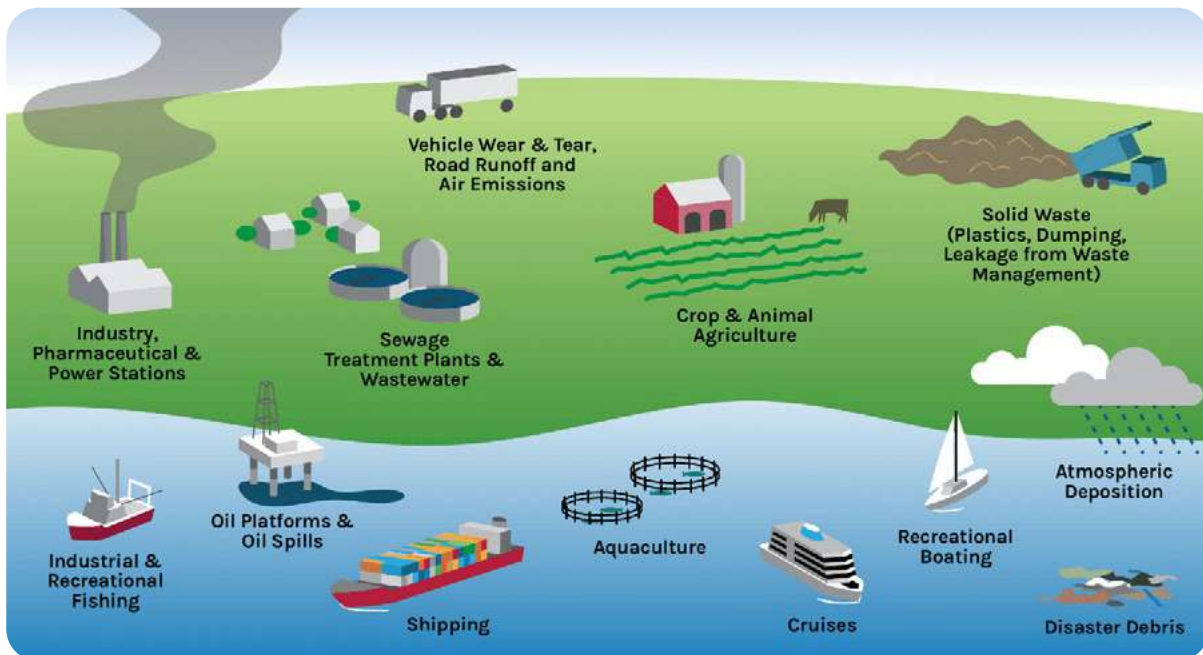 Vehicle Wear & Tear,
Road Runoff and
Air Emissions
Solid Waste
(Plastics, Dumping,
Leakage from Waste
Management)
Industry,
Pharmaceutical &
Power Stations
Sewage
Treatment Plants &
Wastewater
Crop & Animal
Agriculture
Atmospheric
Deposition
Oil Platforms &
Oil Spills
Industrial &
Recreational
Fishing
Aquaculture
Recreational
Boating
Shipping
Cruises
Disaster Debris